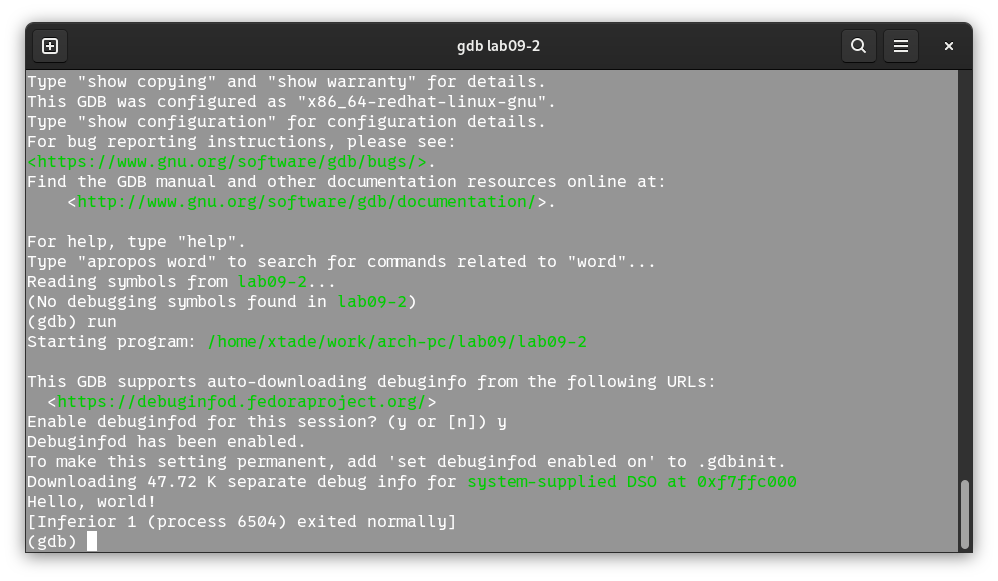 gdb lab09-2
Type "show copying" and "show warranty" for details.
This GDB was configured as "x86_64-redhat-linux-gnu".
Type "show configuration" for configuration details.
For bug reporting instructions, please see:
<https://www.gnu.org/software/gdb/bugs/>.
Find the GDB manual and other documentation resources online at:
    <http://www.gnu.org/software/gdb/documentation/>.

For help, type "help".
Type "apropos word" to search for commands related to "word"...
Reading symbols from lab09-2...
(No debugging symbols found in lab09-2)
(gdb) run
Starting program: /home/xtade/work/arch-pc/lab09/lab09-2

This GDB supports auto-downloading debuginfo from the following URLs:
  <https://debuginfod.fedoraproject.org/>
Enable debuginfod for this session? (y or [n]) y
Debuginfod has been enabled.
To make this setting permanent, add 'set debuginfod enabled on' to .gdbinit.
Downloading 47.72 K separate debug info for system-supplied DSO at 0xf7ffc000
Hello, world!
[Inferior 1 (process 6504) exited normally]
(gdb)